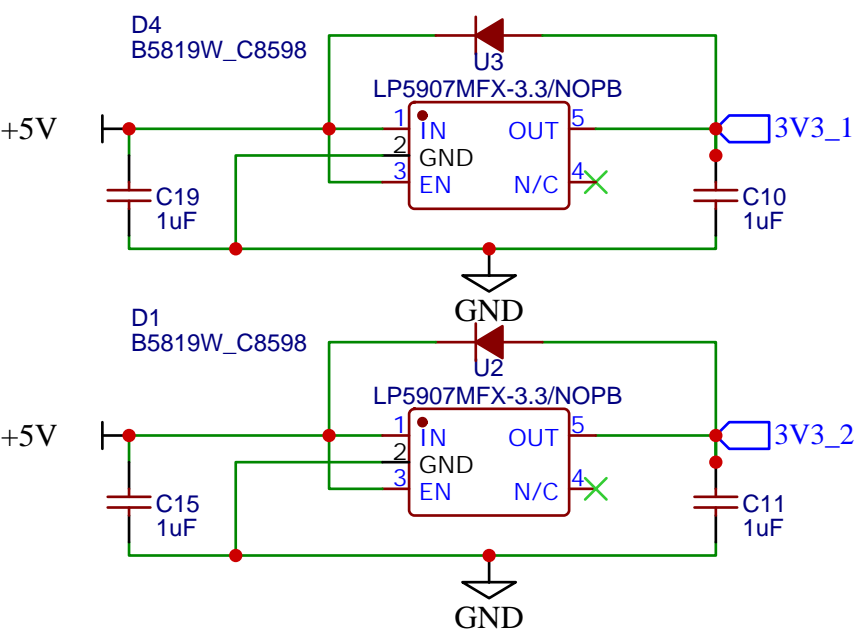 D4
B5819W_C8598
U3
LP5907MFX-3.3/NOPB
+5V
1
IN
OUT
5
3V3_1
2
GND
3
EN
N/C
4
C19
1uF
C10
1uF
GND
D1
B5819W_C8598
U2
LP5907MFX-3.3/NOPB
+5V
1
IN
OUT
5
3V3_2
2
GND
3
EN
N/C
4
C15
1uF
C11
1uF
GND